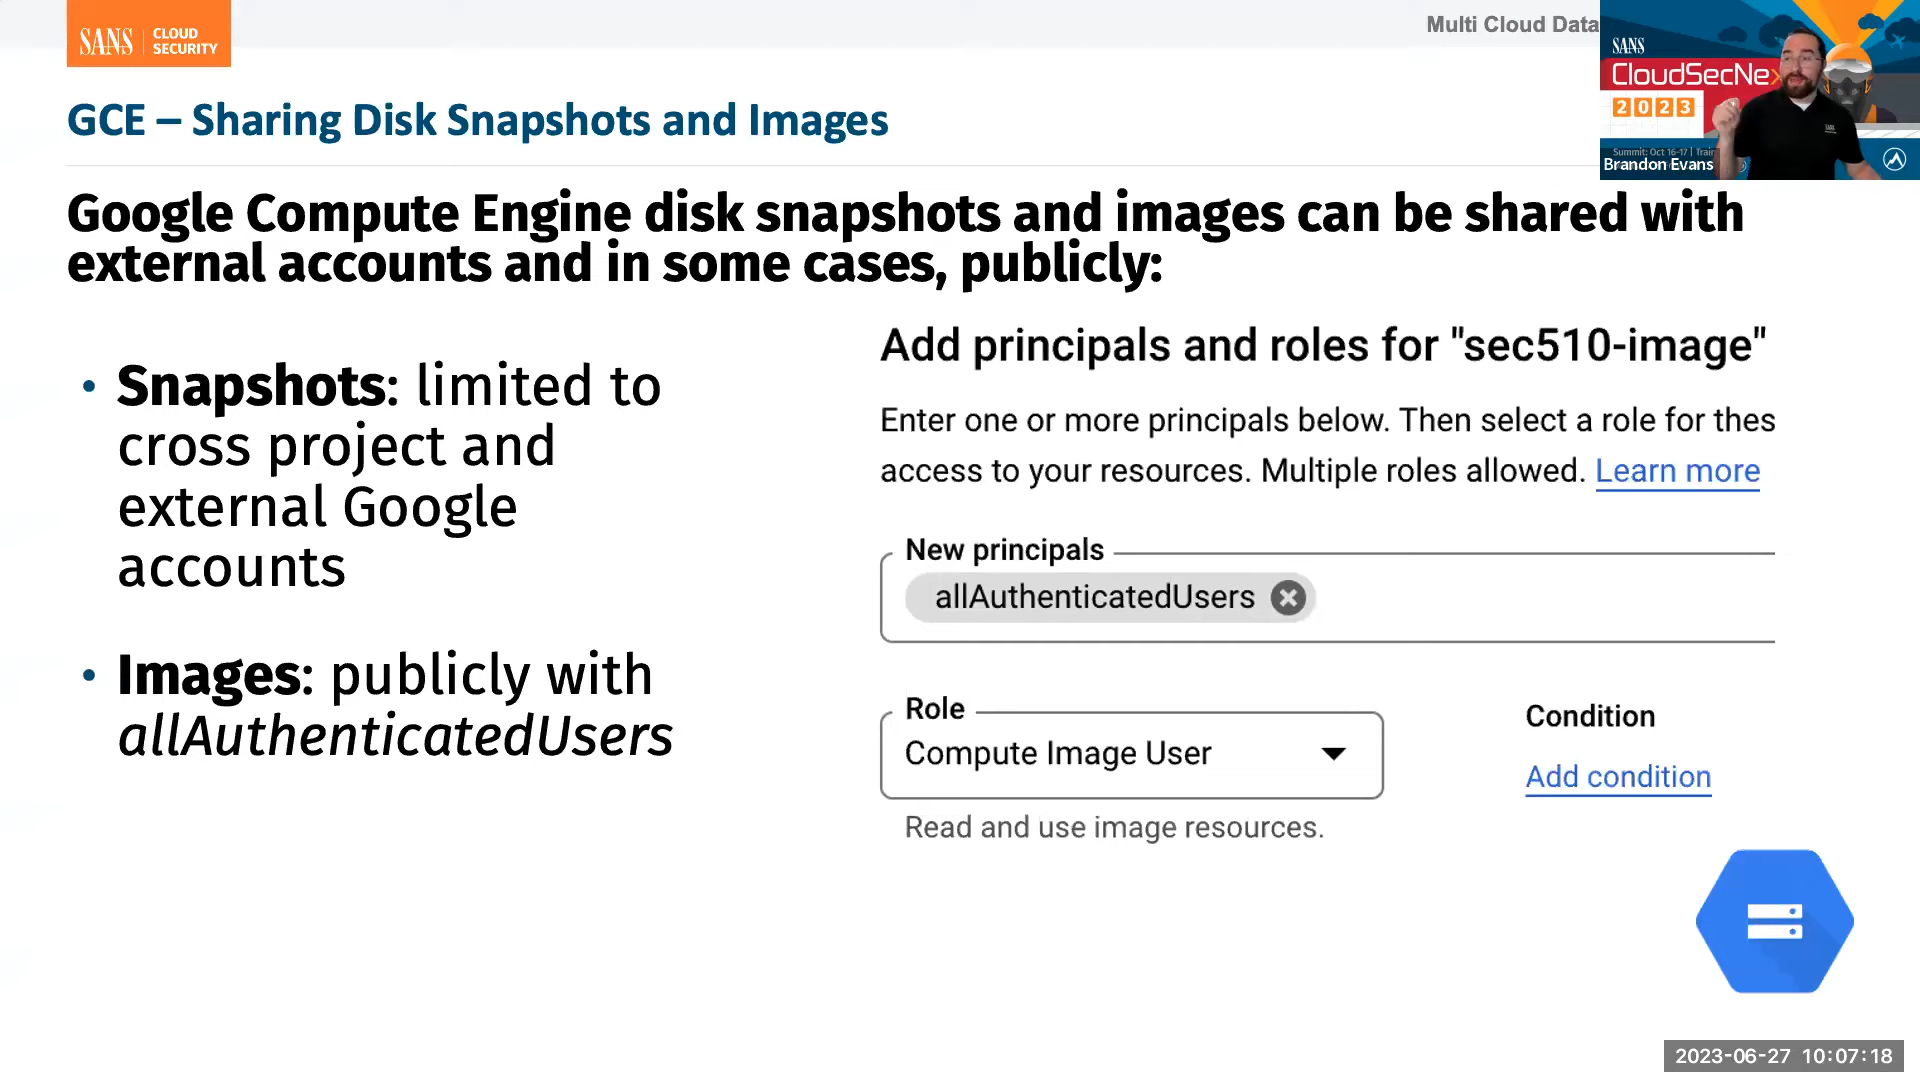 SANS
CLOUD
SECURITY
Multi Cloud Data
SANS
CloudSecNe
2023
Summit: Oct 16-17 | Train
Brandon Evans
GCE – Sharing Disk Snapshots and Images
Google Compute Engine disk snapshots and images can be shared with
external accounts and in some cases, publicly:
• Snapshots: limited to
cross project and
external Google
accounts
• Images: publicly with
allAuthenticatedUsers
Add principals and roles for "sec510-image"
Enter one or more principals below. Then select a role for thes
access to your resources. Multiple roles allowed. Learn more
New principals
allAuthenticatedUsers
Role
Compute Image User
Read and use image resources.
Condition
Add condition
2023-06-27 10:07:18